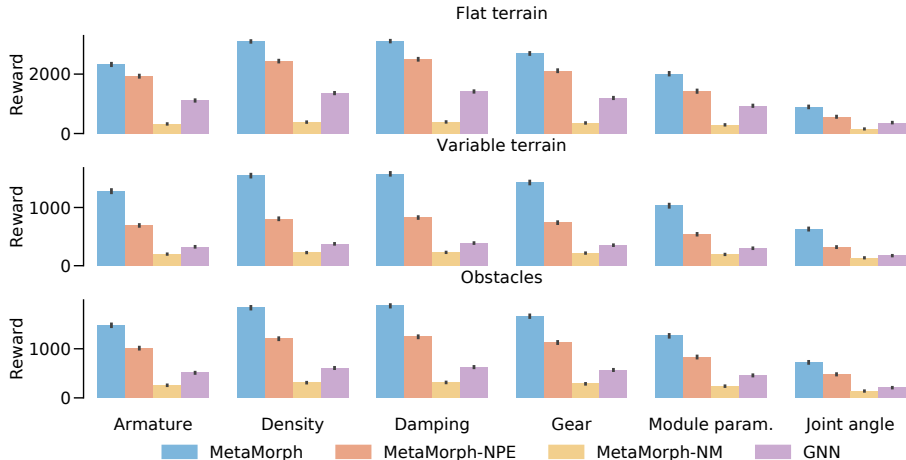 Flat terrain
Reward
2000
0
Variable terrain
Reward
1000
0
Obstacles
Reward
1000
0
Armature Density Damping Gear Module param. Joint angle
MetaMorph MetaMorph-NPE MetaMorph-NM GNN